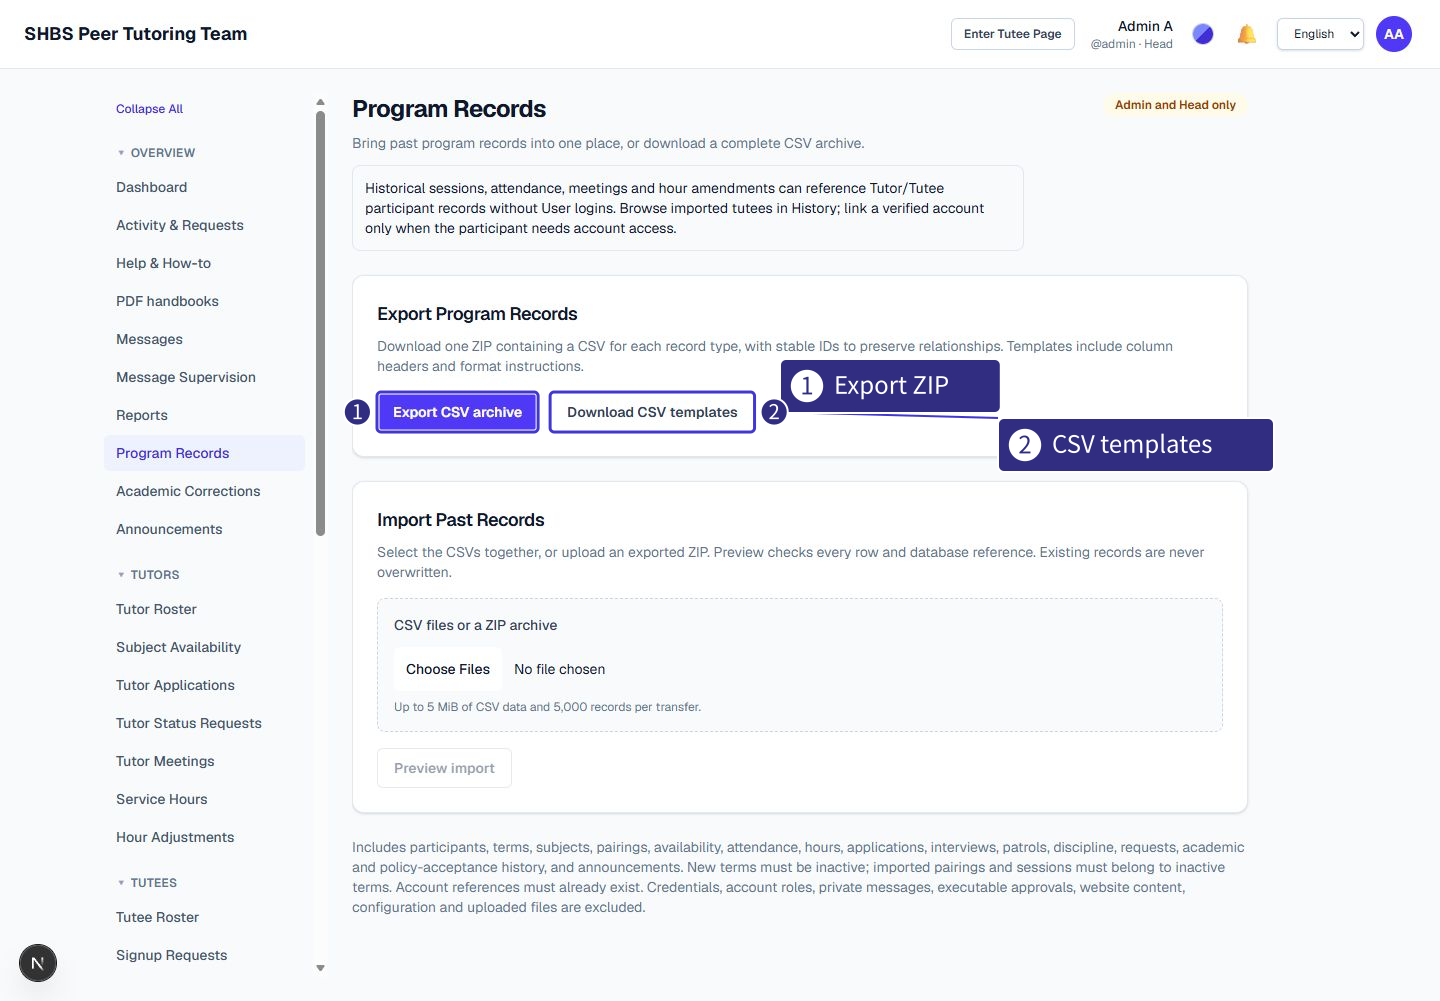 SHBS Peer Tutoring Team
Enter Tutee Page
Admin A
@admin · Head
English
AA
Collapse All
OVERVIEW
Dashboard
Activity & Requests
Help & How-to
PDF handbooks
Messages
Message Supervision
Reports
Program Records
Academic Corrections
Announcements
TUTORS
Tutor Roster
Subject Availability
Tutor Applications
Tutor Status Requests
Tutor Meetings
Service Hours
Hour Adjustments
TUTEES
Tutee Roster
Signup Requests
N
Program Records
Admin and Head only
Bring past program records into one place, or download a complete CSV archive.
Historical sessions, attendance, meetings and hour amendments can reference Tutor/Tutee
participant records without User logins. Browse imported tutees in History; link a verified account
only when the participant needs account access.
Export Program Records
Download one ZIP containing a CSV for each record type, with stable IDs to preserve relationships. Templates include column
headers and format instructions.
1 Export CSV archive
Download CSV templates 2
1 Export ZIP
2 CSV templates
Import Past Records
Select the CSVs together, or upload an exported ZIP. Preview checks every row and database reference. Existing records are never
overwritten.
CSV files or a ZIP archive
Choose Files No file chosen
Up to 5 MiB of CSV data and 5,000 records per transfer.
Preview import
Includes participants, terms, subjects, pairings, availability, attendance, hours, applications, interviews, patrols, discipline, requests, academic
and policy-acceptance history, and announcements. New terms must be inactive; imported pairings and sessions must belong to inactive
terms. Account references must already exist. Credentials, account roles, private messages, executable approvals, website content,
configuration and uploaded files are excluded.